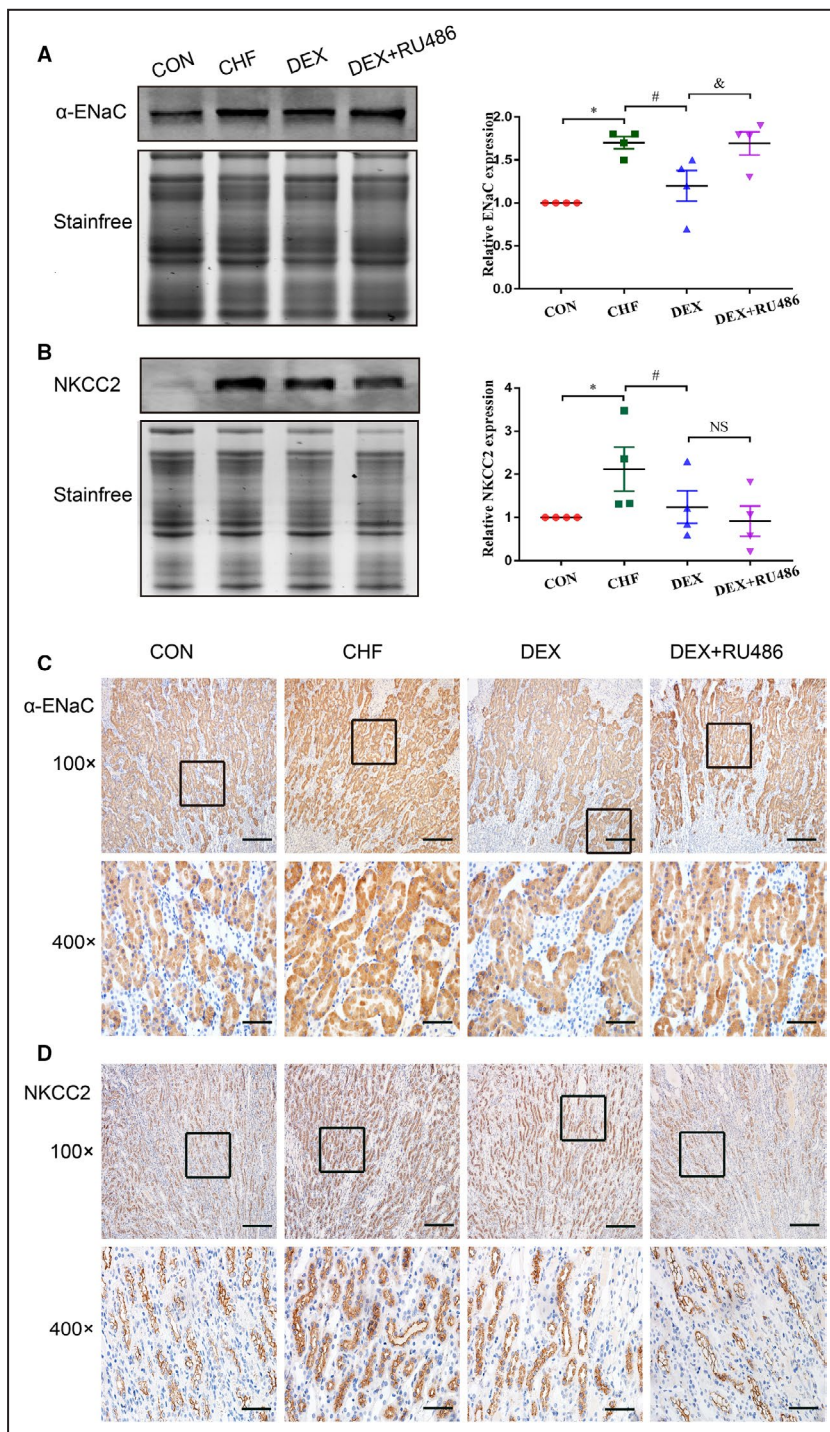 A
CON CHF DEX DEX+RU486
α-ENaC
Stainfree
Relative ENaC expression
2.0
1.5
1.0
0.5
0.0
* # &
CON CHF DEX DEX+RU486
B
NKCC2
Stainfree
Relative NKCC2 expression
4
3
2
1
0
* # NS
CON CHF DEX DEX+RU486
C
CON CHF DEX DEX+RU486
α-ENaC
100×
400×
D
NKCC2
100×
400×